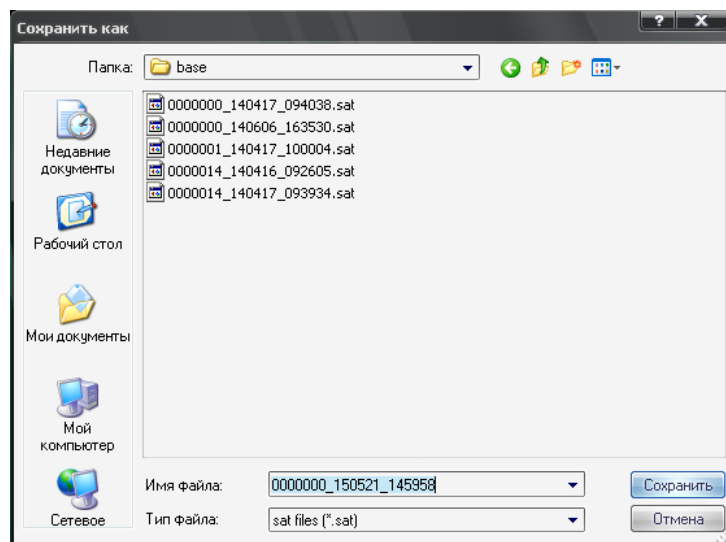 Сохранить как
? X
Папка: base
0000000_140417_094038.sat
0000000_140606_163530.sat
0000001_140417_100004.sat
0000014_140416_092605.sat
0000014_140417_093934.sat
Недавние
документы
Рабочий стол
Мои документы
Мой
компьютер
Сетевое
Имя файла: 0000000_150521_145958 Сохранить
Тип файла: sat files (*.sat) Отмена